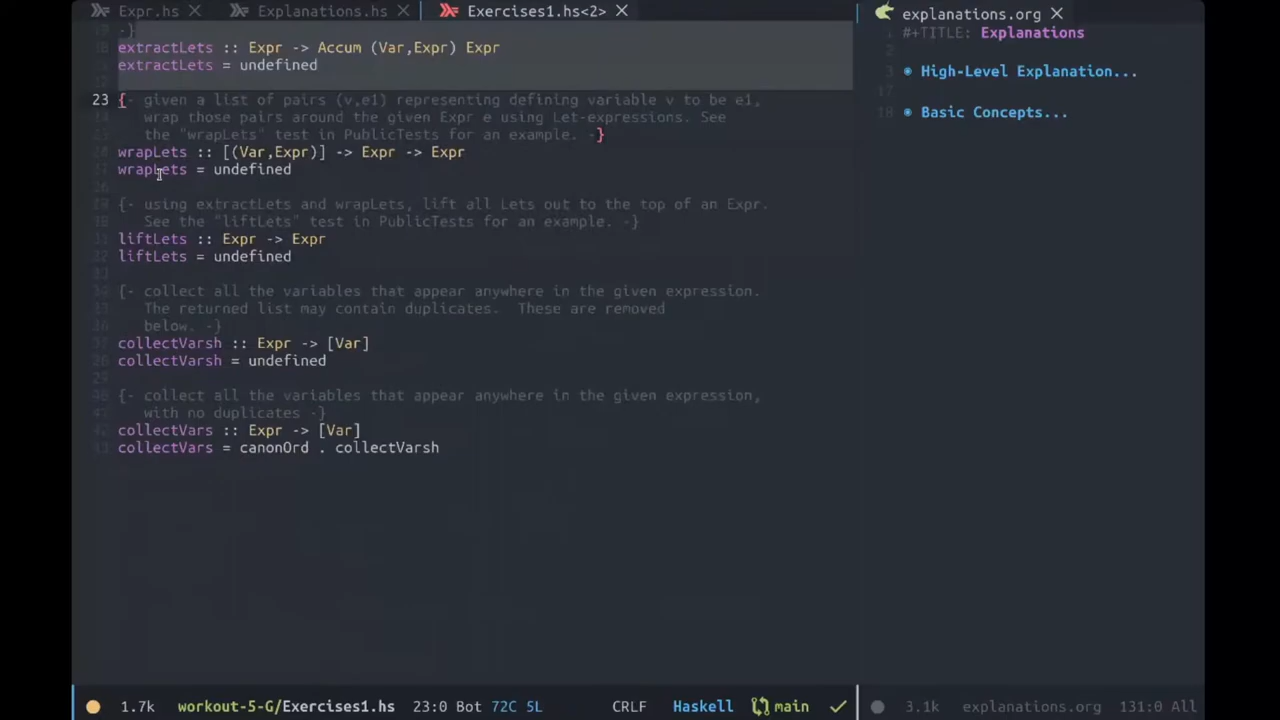 Expr.hs
Explanations.hs
Exercises1.hs<2>
-}
extractLets :: Expr -> Accum (Var,Expr) Expr
extractLets = undefined
23 {- given a list of pairs (v,e1) representing defining variable v to be e1,
wrap those pairs around the given Expr e using Let-expressions. See
the "wrapLets" test in PublicTests for an example. -}
wrapLets :: [(Var,Expr)] -> Expr -> Expr
wrapLets = undefined
{- using extractLets and wrapLets, lift all Lets out to the top of an Expr.
See the "liftLets" test in PublicTests for an example. -}
liftLets :: Expr -> Expr
liftLets = undefined
{- collect all the variables that appear anywhere in the given expression.
The returned list may contain duplicates.  These are removed
below. -}
collectVarsh :: Expr -> [Var]
collectVarsh = undefined
{- collect all the variables that appear anywhere in the given expression,
with no duplicates -}
collectVars :: Expr -> [Var]
collectVars = canonOrd . collectVarsh
1.7k workout-5-G/Exercises1.hs 23:0 Bot 72C 5L CRLF Haskell main
explanations.org
1 #+TITLE: Explanations
2
3 High-Level Explanation...
17
18 Basic Concepts...
3.1k explanations.org 131:0 All